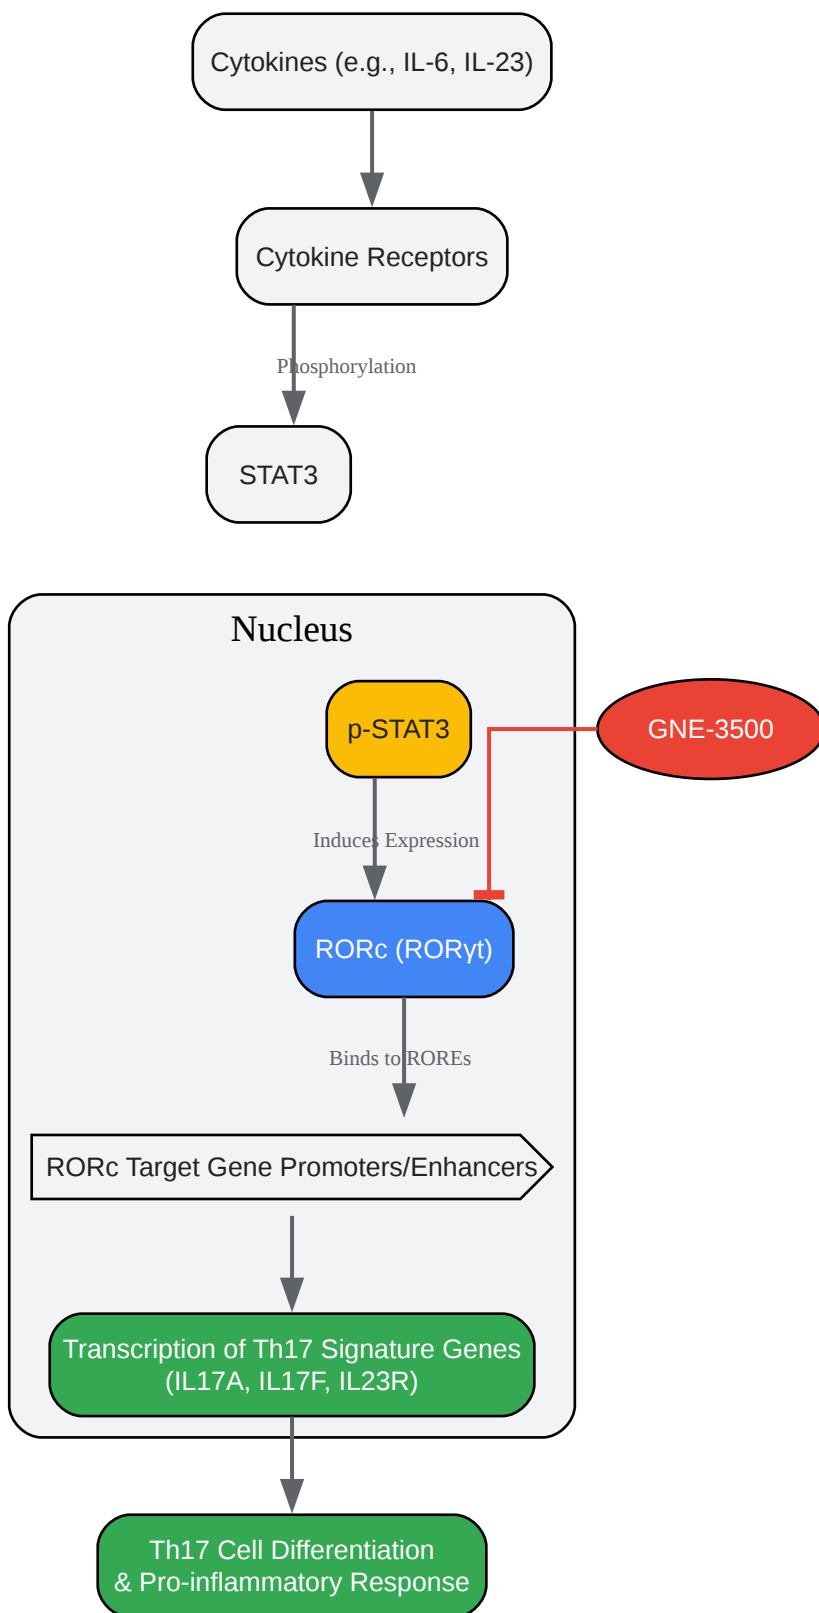 Cytokines (e.g., IL-6, IL-23)
Cytokine Receptors
Phosphorylation
STAT3
Nucleus
p-STAT3
GNE-3500
Induces Expression
RORc (RORγt)
Binds to ROREs
RORc Target Gene Promoters/Enhancers
Transcription of Th17 Signature Genes
(IL17A, IL17F, IL23R)
Th17 Cell Differentiation
& Pro-inflammatory Response